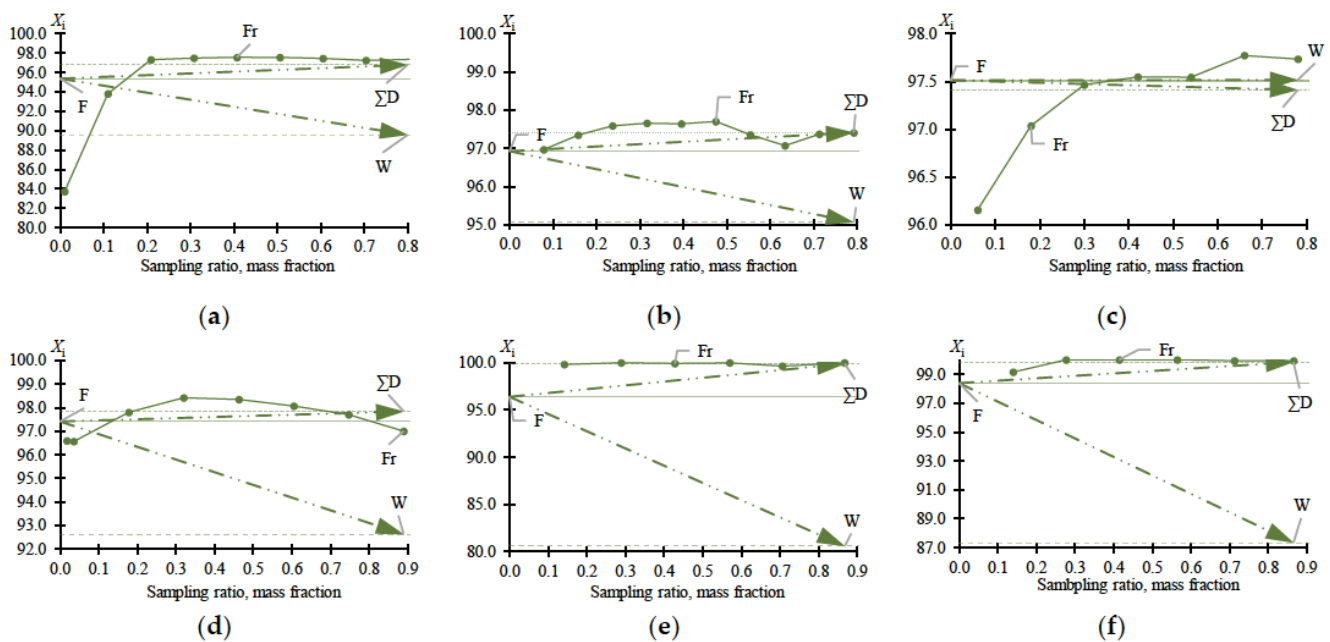 Xi
100.0
98.0
96.0
94.0
92.0
90.0
88.0
86.0
84.0
82.0
80.0
Fr
F
ΣD
W
0.0 0.1 0.2 0.3 0.4 0.5 0.6 0.7 0.8
Sampling ratio, mass fraction
(a)
Xi
100.0
99.0
98.0
97.0
96.0
95.0
F
Fr
ΣD
W
0.0 0.1 0.2 0.3 0.4 0.5 0.6 0.7 0.8
Sampling ratio, mass fraction
(b)
Xi
98.0
97.5
97.0
96.5
96.0
F
W
ΣD
Fr
0.0 0.1 0.2 0.3 0.4 0.5 0.6 0.7 0.8
Sampling ratio, mass fraction
(c)
Xi
100.0
99.0
98.0
97.0
96.0
95.0
94.0
93.0
92.0
F
ΣD
Fr
W
0.0 0.1 0.2 0.3 0.4 0.5 0.6 0.7 0.8 0.9
Sampling ratio, mass fraction
(d)
Xi
100.0
95.0
90.0
85.0
80.0
Fr
ΣD
F
W
0.0 0.1 0.2 0.3 0.4 0.5 0.6 0.7 0.8 0.9
Sampling ratio, mass fraction
(e)
Xi
99.0
97.0
95.0
93.0
91.0
89.0
87.0
Fr
ΣD
F
W
0.0 0.1 0.2 0.3 0.4 0.5 0.6 0.7 0.8 0.9
Sambpling ratio, mass fraction
(f)